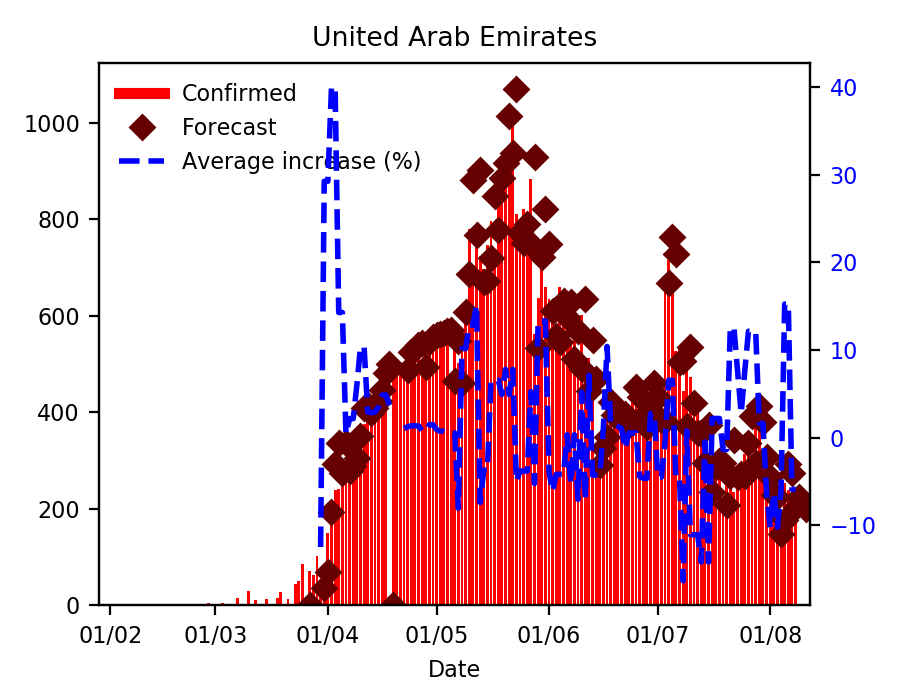 United Arab Emirates
Confirmed
Forecast
Average increase (%)
1000
800
600
400
200
0
40
30
20
10
0
−10
01/02 01/03 01/04 01/05 01/06 01/07 01/08
Date